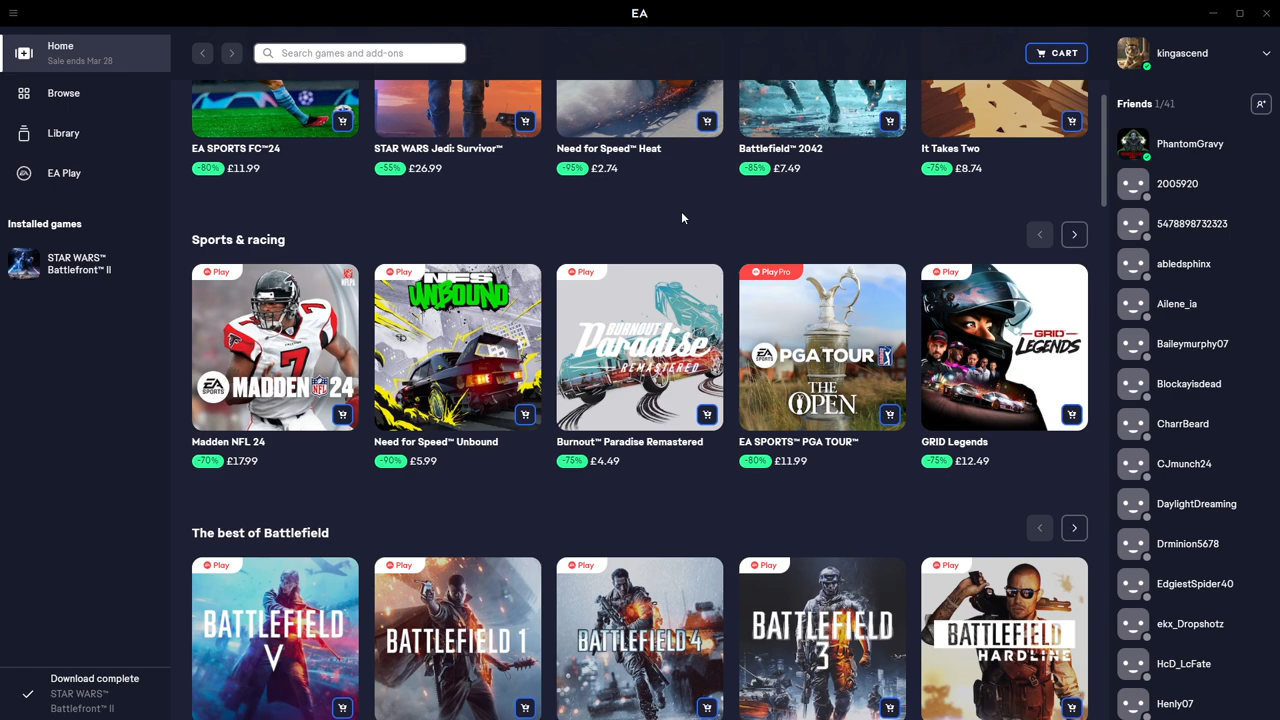 EA
Home
Sale ends Mar 28
Browse
Library
EA Play
Installed games
STAR WARS™
Battlefront™ II
Download complete
STAR WARS™
Battlefront™ II
Search games and add-ons
CART
EA SPORTS FC™24
-80% £11.99
STAR WARS Jedi: Survivor™
-55% £26.99
Need for Speed™ Heat
-95% £2.74
Battlefield™ 2042
-85% £7.49
It Takes Two
-75% £8.74
Sports & racing
Play
NFLPA
7
EA SPORTS
MADDEN NFL 24
Madden NFL 24
-70% £17.99
Play
NFS
UNBOUND
Need for Speed™ Unbound
-90% £5.99
Play
BURNOUT
Paradise
REMASTERED
Burnout™ Paradise Remastered
-75% £4.49
Play Pro
EA SPORTS PGA TOUR
THE
OPEN
EA SPORTS™ PGA TOUR™
-80% £11.99
Play
GRID
LEGENDS
GRID Legends
-75% £12.49
The best of Battlefield
Play
BATTLEFIELD
V
Play
BATTLEFIELD 1
Play
BATTLEFIELD 4
Play
BATTLEFIELD
3
Play
BATTLEFIELD
HARDLINE
kingascend
Friends 1/41
PhantomGravy
2005920
5478898732323
abledsphinx
Ailene_ia
Baileymurphy07
Blockayisdead
CharrBeard
CJmunch24
DaylightDreaming
Drminion5678
EdgiestSpider40
ekx_Dropshotz
HcD_LcFate
Henly07